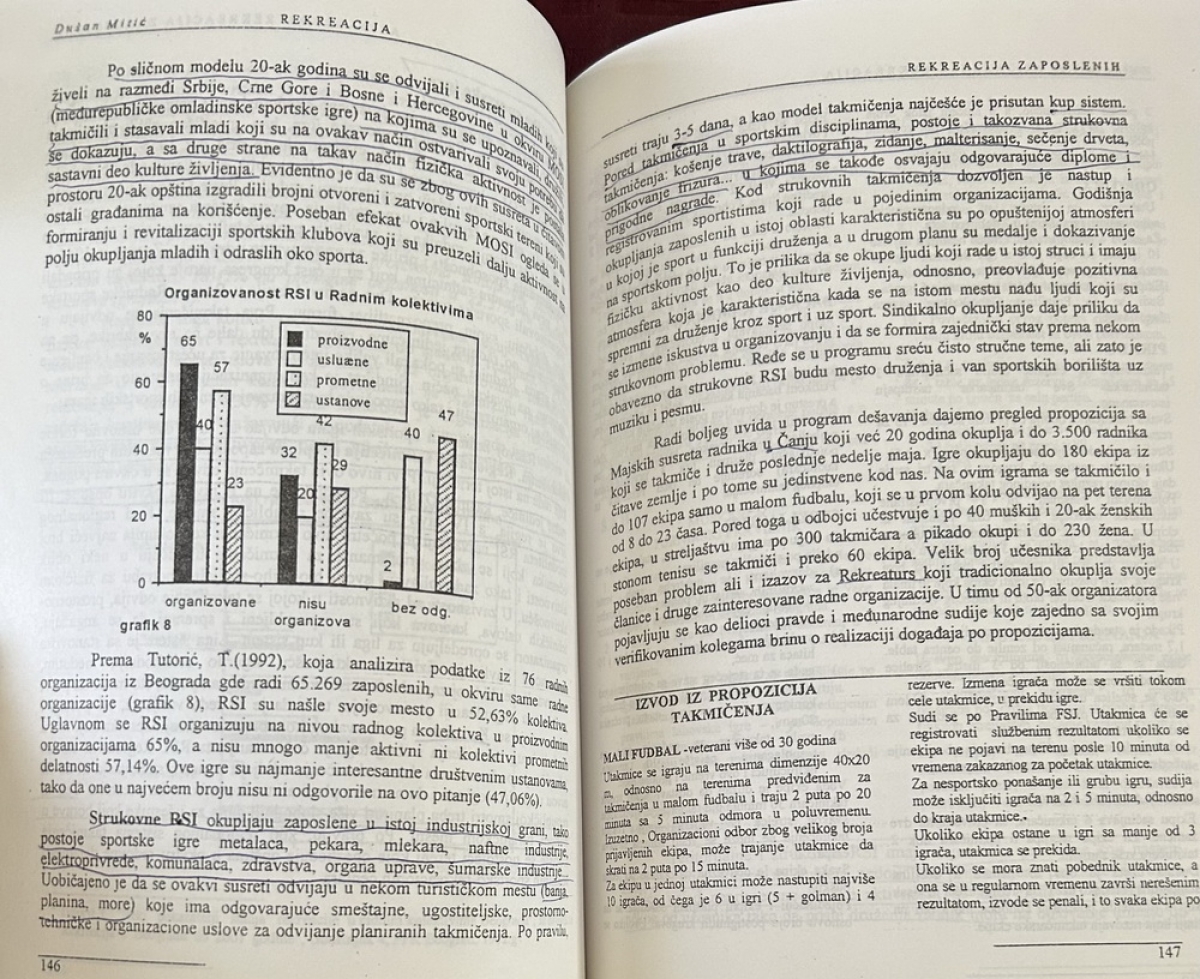 Dušan Mitić
REKREACIJA
Po sličnom modelu 20-ak godina su se odvijali i susreti mladih koji su
živeli na razmeđi Srbije, Crne Gore i Bosne i Hercegovine u okviru MOSI
(međurepubličke omladinske sportske igre) na kojima su se upoznavali, družili,
takmičili i stasavali mladi koji su na ovakav način ostvarivali svoju potrebu da
se dokazuju, a sa druge strane na takav način fizička aktivnost je postala
sastavni deo kulture življenja. Evidentno je da su se zbog ovih susreta u čitavom
prostoru 20-ak opština izgradili brojni otvoreni i zatvoreni sportski tereni koji su
ostali građanima na korišćenje. Poseban efekat ovakvih MOSI ogleda se u
formiranju i revitalizaciji sportskih klubova koji su preuzeli dalju aktivnost na
polju okupljanja mladih i odraslih oko sporta.
Organizovanost RSI u Radnim kolektivima
80
%
60
40
20
0
proizvodne
usluæne
prometne
ustanove
65
40
57
23
32
20
42
29
2
40
47
organizovane
nisu
organizova
bez odg.
grafik 8
Prema Tutorić, T.(1992), koja analizira podatke iz 76 radnih
organizacija iz Beograda gde radi 65.269 zaposlenih, u okviru same radne
organizacije (grafik 8), RSI su našle svoje mesto u 52,63% kolektiva.
Uglavnom se RSI organizuju na nivou radnog kolektiva u proizvodnim
organizacijama 65%, a nisu mnogo manje aktivni ni kolektivi prometnih
delatnosti 57,14%. Ove igre su najmanje interesantne društvenim ustanovama,
tako da one u najvećem broju nisu ni odgovorile na ovo pitanje (47,06%).
Strukovne RSI okupljaju zaposlene u istoj industrijskoj grani, tako
postoje sportske igre metalaca, pekara, mlekara, naftne industrije,
elektroprivrede, komunalaca, zdravstva, organa uprave, šumarske industrije...
Uobičajeno je da se ovakvi susreti odvijaju u nekom turističkom mestu (banja,
planina, more) koje ima odgovarajuće smeštajne, ugostiteljske, prostorno-
tehničke i organizacione uslove za odvijanje planiranih takmičenja. Po pravilu,
146
REKREACIJA ZAPOSLENIH
susreti traju 3-5 dana, a kao model takmičenja najčešće je prisutan kup sistem.
Pored takmičenja u sportskim disciplinama, postoje i takozvana strukovna
takmičenja: košenje trave, daktilografija, zidanje, malterisanje, sečenje drveta,
oblikovanje frizura... u kojima se takođe osvajaju odgovarajuće diplome i
prigodne nagrade. Kod strukovnih takmičenja dozvoljen je nastup i
registrovanim sportistima koji rade u pojedinim organizacijama. Godišnja
okupljanja zaposlenih u istoj oblasti karakteristična su po opuštenijoj atmosferi
u kojoj je sport u funkciji druženja a u drugom planu su medalje i dokazivanje
na sportskom polju. To je prilika da se okupe ljudi koji rade u istoj struci i imaju
fizičku aktivnost kao deo kulture življenja, odnosno, preovlađuje pozitivna
atmosfera koja je karakteristična kada se na istom mestu nađu ljudi koji su
spremni za druženje kroz sport i uz sport. Sindikalno okupljanje daje priliku da
se izmene iskustva u organizovanju i da se formira zajednički stav prema nekom
strukovnom problemu. Ređe se u programu sreću čisto stručne teme, ali zato je
obavezno da strukovne RSI budu mesto druženja i van sportskih borilišta uz
muziku i pesmu.
Radi boljeg uvida u program dešavanja dajemo pregled propozicija sa
Majskih susreta radnika u Čanju koji već 20 godina okuplja i do 3.500 radnika
koji se takmiče i druže poslednje nedelje maja. Igre okupljaju do 180 ekipa iz
čitave zemlje i po tome su jedinstvene kod nas. Na ovim igrama se takmičilo i
do 107 ekipa samo u malom fudbalu, koji se u prvom kolu odvijao na pet terena
od 8 do 23 časa. Pored toga u odbojci učestvuje i po 40 muških i 20-ak ženskih
ekipa, u streljaštvu ima po 300 takmičara a pikado okupi i do 230 žena. U
stonom tenisu se takmiči i preko 60 ekipa. Velik broj učesnika predstavlja
poseban problem ali i izazov za Rekreaturs koji tradicionalno okuplja svoje
članice i druge zainteresovane radne organizacije. U timu od 50-ak organizatora
pojavljuju se kao delioci pravde i međunarodne sudije koje zajedno sa svojim
verifikovanim kolegama brinu o realizaciji događaja po propozicijama.
IZVOD IZ PROPOZICIJA
TAKMIČENJA
MALI FUDBAL -veterani više od 30 godina
Utakmice se igraju na terenima dimenzije 40x20
m, odnosno na terenima predviđenim za
takmičenja u malom fudbalu i traju 2 puta po 20
minuta sa 5 minuta odmora u poluvremenu.
Izuzetno , Organizacioni odbor zbog velikog broja
prijavljenih ekipa, može trajanje utakmice da
skrati na 2 puta po 15 minuta.
Za ekipu u jednoj utakmici može nastupiti najviše
10 igrača, od čega je 6 u igri (5 + golman) i 4
rezerve. Izmena igrača može se vršiti tokom
cele utakmice, u prekidu igre.
Sudi se po Pravilima FSJ. Utakmica će se
registrovati službenim rezultatom ukoliko se
ekipa ne pojavi na terenu posle 10 minuta od
vremena zakazanog za početak utakmice.
Za nesportsko ponašanje ili grubu igru, sudija
može isključiti igrača na 2 i 5 minuta, odnosno
do kraja utakmice.
Ukoliko ekipa ostane u igri sa manje od 3
igrača, utakmica se prekida.
Ukoliko se mora znati pobednik utakmice, a
ona se u regularnom vremenu završi nerešenim
rezultatom, izvode se penali, i to svaka ekipa po
147